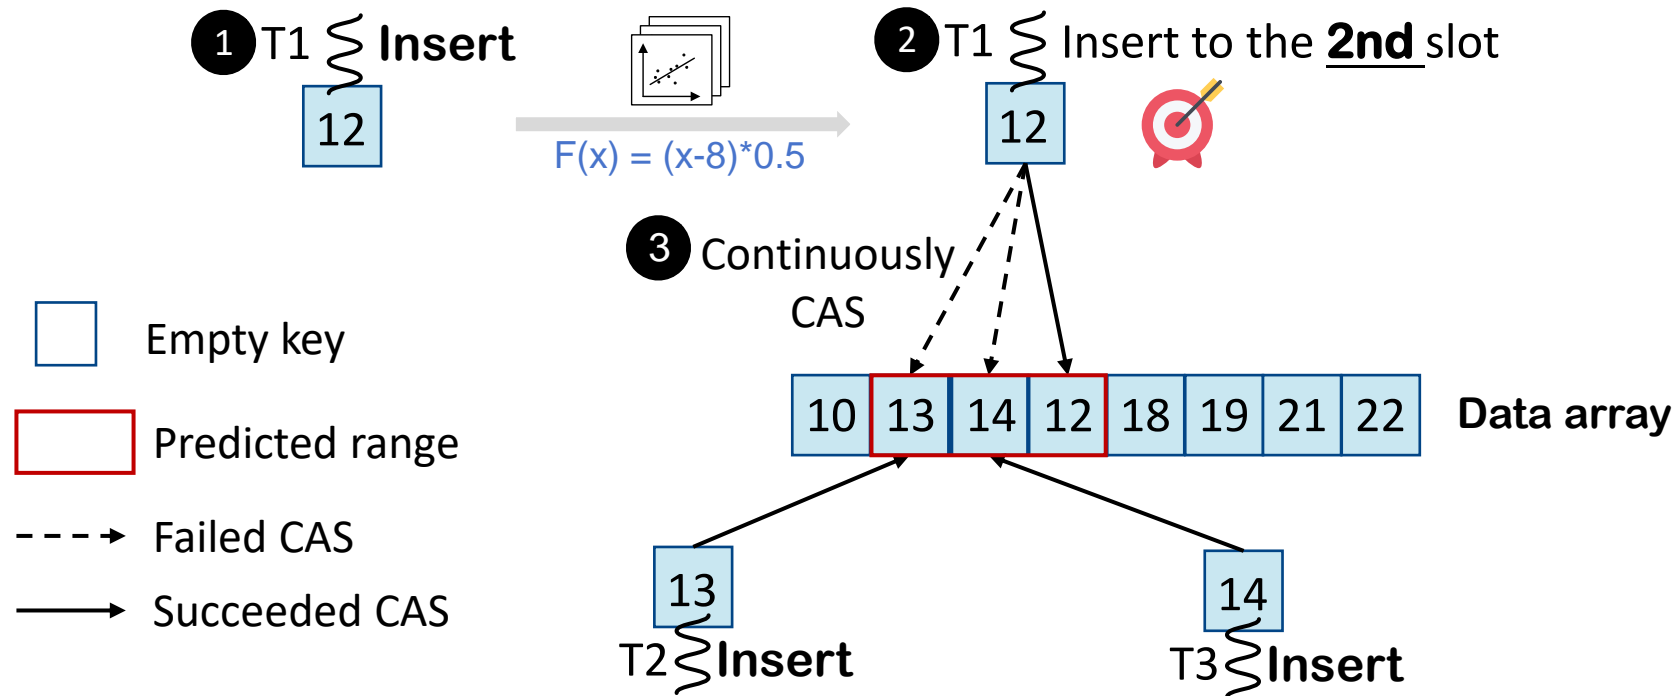 1 T1 Insert
12
F(x) = (x-8)*0.5
2 T1 Insert to the 2nd slot
12
3 Continuously
CAS
Empty key
Predicted range
Failed CAS
Succeeded CAS
10 13 14 12 18 19 21 22 Data array
13
T2 Insert
14
T3 Insert